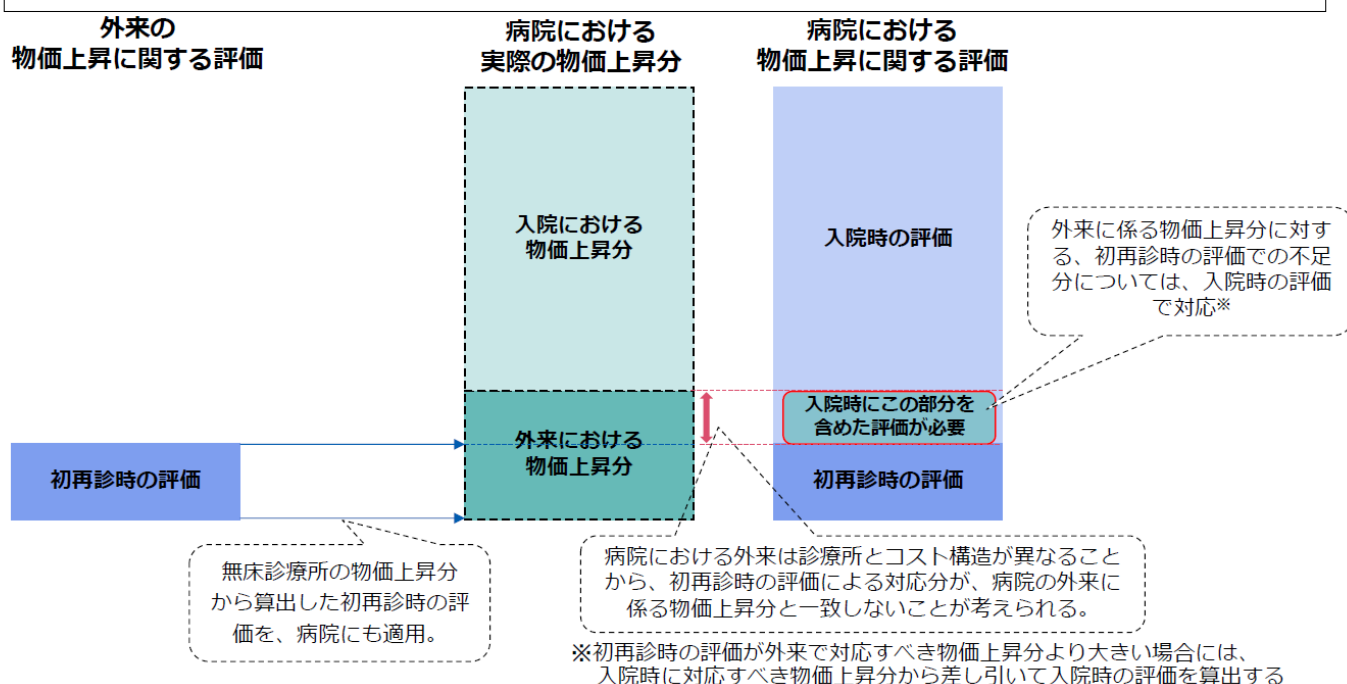 外来の
物価上昇に関する評価
病院における
実際の物価上昇分
病院における
物価上昇に関する評価
入院における
物価上昇分
入院時の評価
外来に係る物価上昇分に対す
る、初再診時の評価での不足
分については、入院時の評価
で対応※
入院時にこの部分を
含めた評価が必要
外来における
物価上昇分
初再診時の評価
初再診時の評価
無床診療所の物価上昇分
から算出した初再診時の評
価を、病院にも適用。
病院における外来は診療所とコスト構造が異なること
から、初再診時の評価による対応分が、病院の外来に
係る物価上昇分と一致しないことが考えられる。
※初再診時の評価が外来で対応すべき物価上昇分より大きい場合には、
入院時に対応すべき物価上昇分から差し引いて入院時の評価を算出する